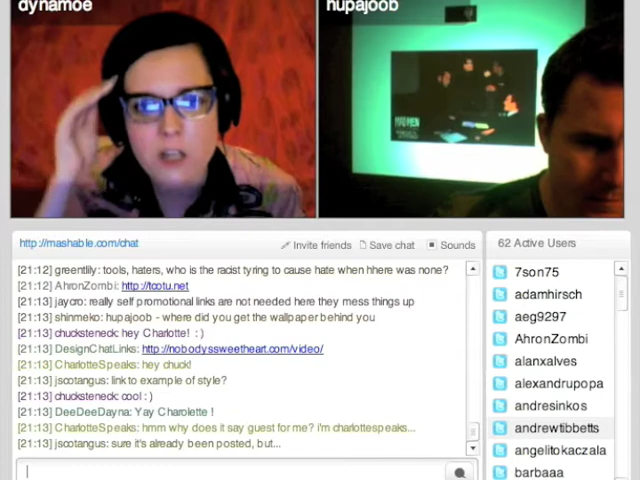 dynamoe
hupajoob
http://mashable.com/chat
Invite friends
Save chat
Sounds
62 Active Users
[21:12] greentlily: tools, haters, who is the racist tyring to cause hate when hhere was none?
[21:12] AhronZombi: http://tcotu.net
[21:13] jaycro: really self promotional links are not needed here they mess things up
[21:13] shinmeko: hupajoob - where did you get the wallpaper behind you
[21:13] chucksteneck: hey Charlotte! : )
[21:13] DesignChatLinks: http://nobodyssweetheart.com/video/
[21:13] CharlotteSpeaks: hey chuck!
[21:13] jscotangus: link to example of style?
[21:13] chucksteneck: cool : )
[21:13] DeeDeeDayna: Yay Charolette !
[21:13] CharlotteSpeaks: hmm why does it say guest for me? i'm charlottespeaks...
[21:13] jscotangus: sure it's already been posted, but...
7son75
adamhirsch
aeg9297
AhronZombi
alanxalves
alexandrupopa
andresinkos
andrewtibbetts
angelitokaczala
barbaaa